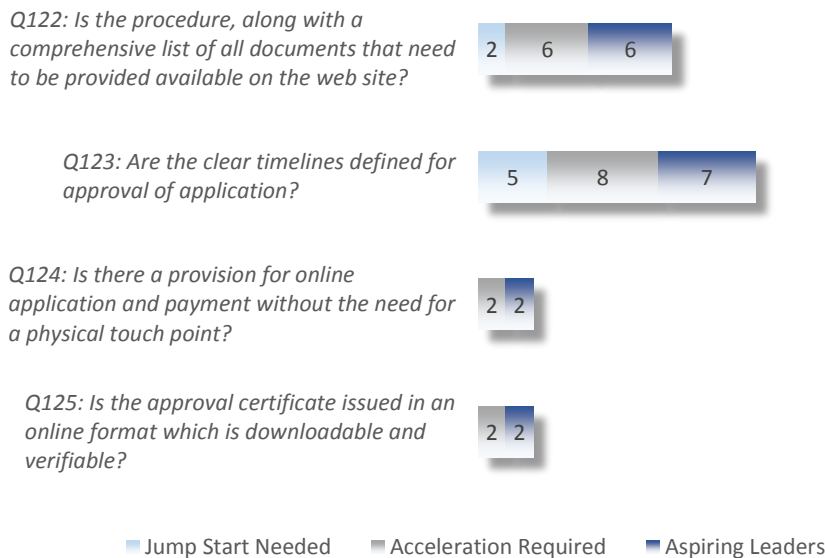 Q122: Is the procedure, along with a
comprehensive list of all documents that need
to be provided available on the web site?
2 6 6
Q123: Are the clear timelines defined for
approval of application?
5 8 7
Q124: Is there a provision for online
application and payment without the need for
a physical touch point?
2 2
Q125: Is the approval certificate issued in an
online format which is downloadable and
verifiable?
2 2
Jump Start Needed Acceleration Required Aspiring Leaders